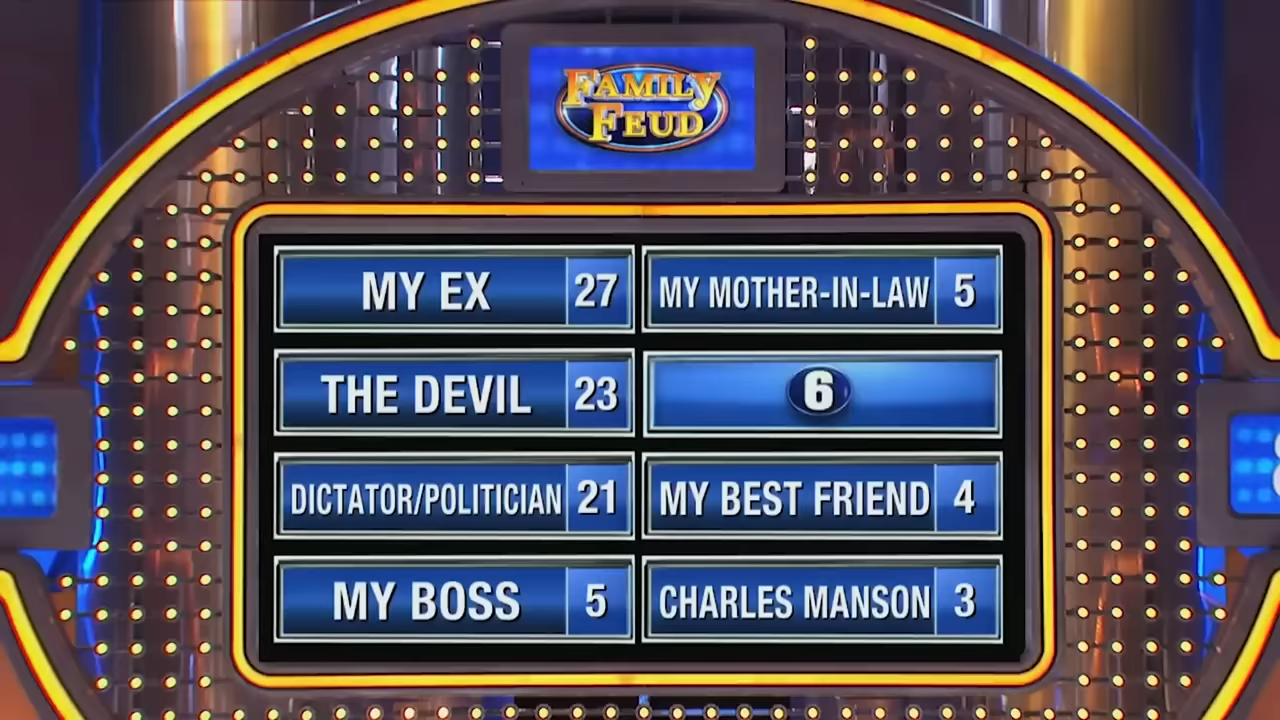 FAMILY
FEUD
MY EX 27
THE DEVIL 23
DICTATOR/POLITICIAN 21
MY BOSS 5
MY MOTHER-IN-LAW 5
6
MY BEST FRIEND 4
CHARLES MANSON 3